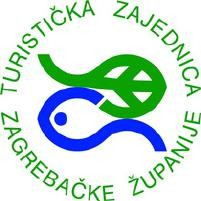 TURISTIČKA ZAJEDNICA
ZAGREBAČKE ŽUPANIJE